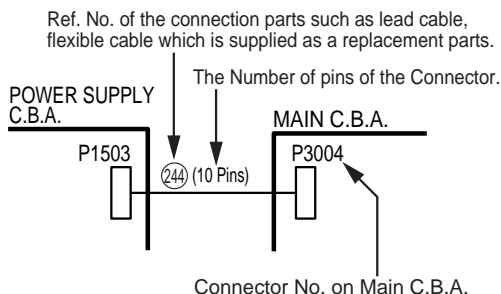 Ref. No. of the connection parts such as lead cable,
flexible cable which is supplied as a replacement parts.
The Number of pins of the Connector.
POWER SUPPLY
C.B.A.
MAIN C.B.A.
P1503
244 (10 Pins)
P3004
Connector No. on Main C.B.A.